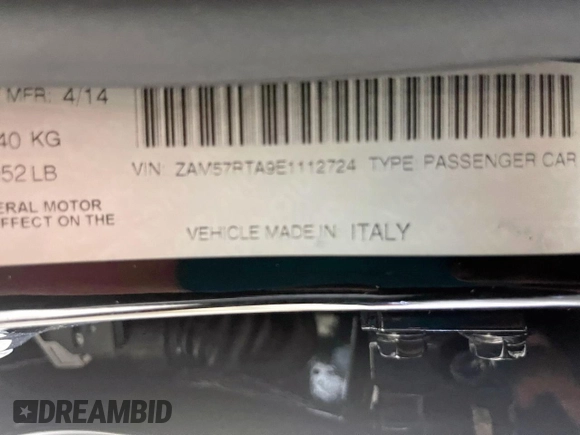 MFR: 4/14
40 KG
52 LB
VIN: ZAM57RTA9E1112724 TYPE: PASSENGER CAR
ERAL MOTOR
EFFECT ON THE
VEHICLE MADE IN ITALY
DREAMBID